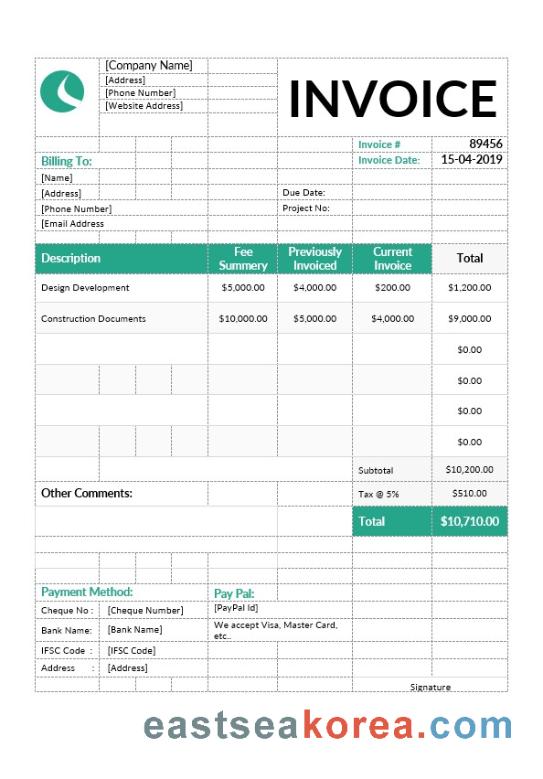 [Company Name]
[Address]
[Phone Number]
[Website Address]
INVOICE
Invoice # 89456
Billing To: Invoice Date: 15-04-2019
[Name]
[Address] Due Date:
[Phone Number] Project No:
[Email Address
Description Fee Summery Previously Invoiced Current Invoice Total
Design Development $5,000.00 $4,000.00 $200.00 $1,200.00
Construction Documents $10,000.00 $5,000.00 $4,000.00 $9,000.00
$0.00
$0.00
$0.00
$0.00
Subtotal $10,200.00
Other Comments: Tax @ 5% $510.00
Total $10,710.00
Payment Method: Pay Pal:
Cheque No : [Cheque Number] [PayPal Id]
Bank Name: [Bank Name] We accept Visa, Master Card, etc..
IFSC Code : [IFSC Code]
Address : [Address]
Signature
eastseakorea.com